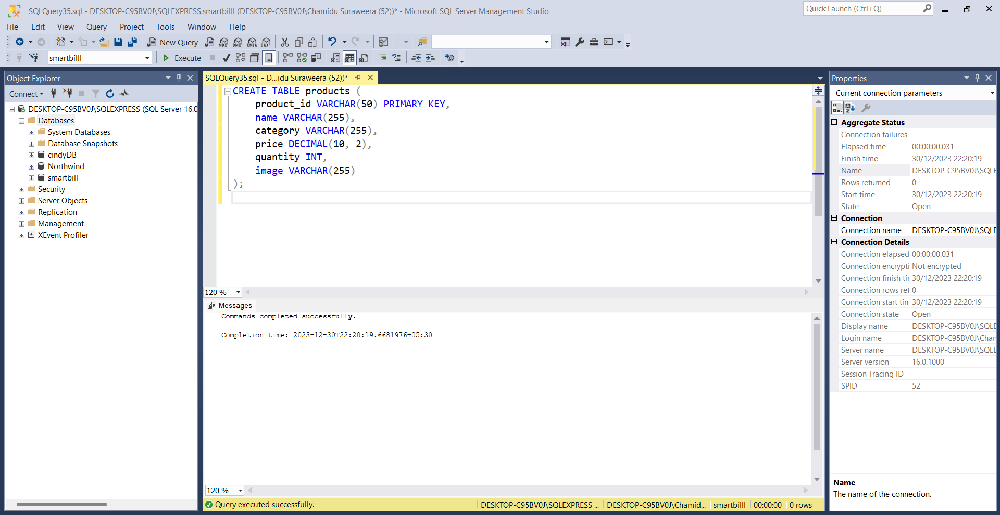 SQLQuery35.sql - DESKTOP-C95BV0J\SQLEXPRESS.smartbilll (DESKTOP-C95BV0J\Chamidu Suraweera (52))* - Microsoft SQL Server Management Studio
Quick Launch (Ctrl+Q)
File Edit View Query Project Tools Window Help
New Query MDX DMX XMLA DAX
smartbilll Execute
Object Explorer
Connect
DESKTOP-C95BV0J\SQLEXPRESS (SQL Server 16.0
Databases
System Databases
Database Snapshots
cindyDB
Northwind
smartbill
Security
Server Objects
Replication
Management
XEvent Profiler
SQLQuery35.sql - D...idu Suraweera (52))*
CREATE TABLE products (
product_id VARCHAR(50) PRIMARY KEY,
name VARCHAR(255),
category VARCHAR(255),
price DECIMAL(10, 2),
quantity INT,
image VARCHAR(255)
);
120 %
Messages
Commands completed successfully.
Completion time: 2023-12-30T22:20:19.6681976+05:30
120 %
Query executed successfully. DESKTOP-C95BV0J\SQLEXPRESS ... DESKTOP-C95BV0J\Chamid... smartbilll 00:00:00 0 rows
Properties
Current connection parameters
Aggregate Status
Connection failures
Elapsed time 00:00:00.031
Finish time 30/12/2023 22:20:19
Name DESKTOP-C95BV0J\SQLE
Rows returned 0
Start time 30/12/2023 22:20:19
State Open
Connection
Connection name DESKTOP-C95BV0J\SQLE
Connection Details
Connection elapsed 00:00:00.031
Connection encrypti Not encrypted
Connection finish tir 30/12/2023 22:20:19
Connection rows ret 0
Connection start tim 30/12/2023 22:20:19
Connection state Open
Display name DESKTOP-C95BV0J\SQLE
Login name DESKTOP-C95BV0J\Char
Server name DESKTOP-C95BV0J\SQLE
Server version 16.0.1000
Session Tracing ID
SPID 52
Name
The name of the connection.